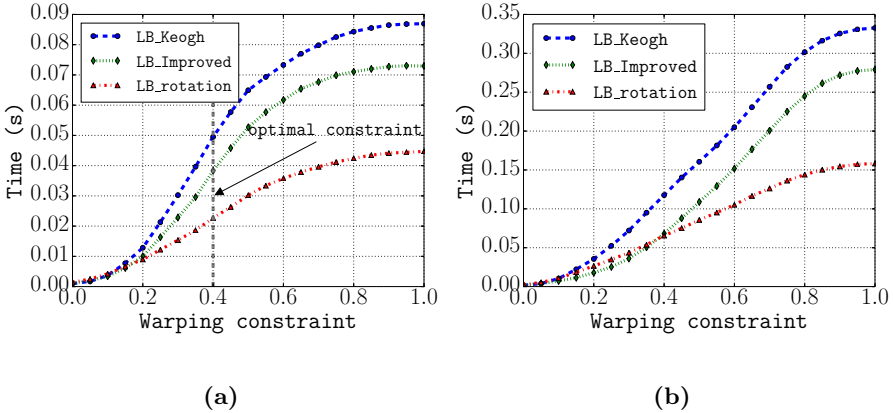 0.09
0.08
0.07
0.06
0.05
0.04
0.03
0.02
0.01
0.00
Time (s)
LB_Keogh
LB_Improved
LB_rotation
optimal constraint
0.0 0.2 0.4 0.6 0.8 1.0
Warping constraint
(a)
0.35
0.30
0.25
0.20
0.15
0.10
0.05
0.00
Time (s)
LB_Keogh
LB_Improved
LB_rotation
0.0 0.2 0.4 0.6 0.8 1.0
Warping constraint
(b)